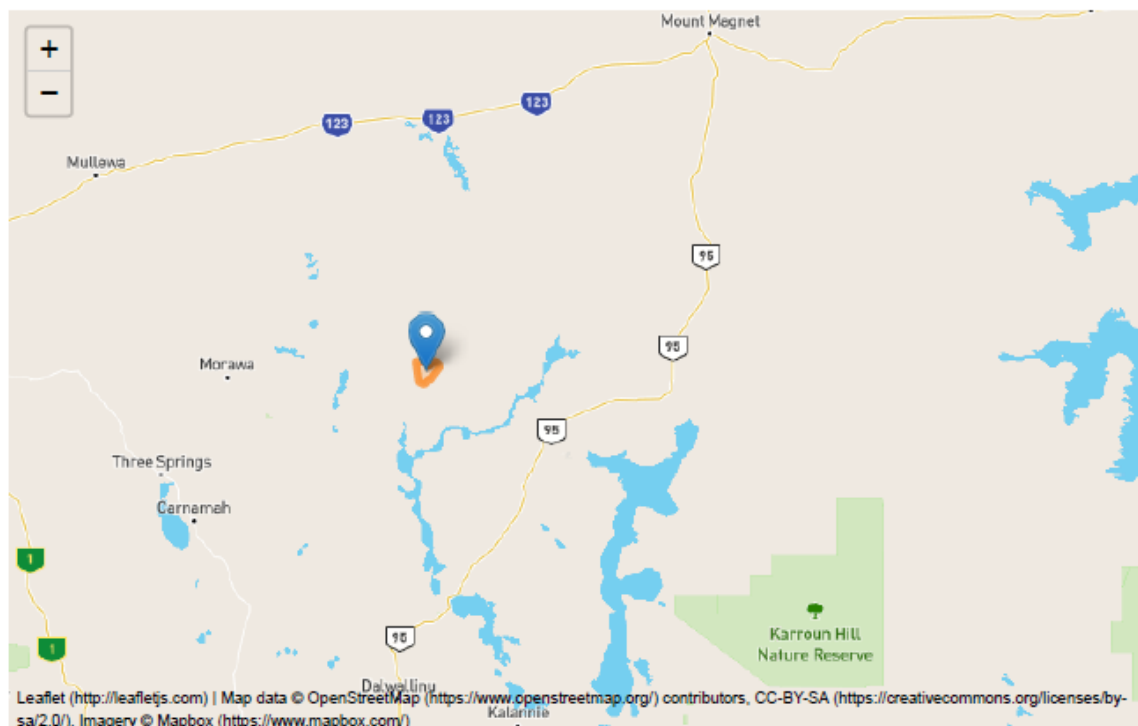 Mount Magnet
+
−
123
123
123
Mullewa
95
95
Morawa
95
Three Springs
Carnamah
1
Karroun Hill
Nature Reserve
95
1
Dalwallinu
Leaflet (http://leafletjs.com) | Map data © OpenStreetMap (https://www.openstreetmap.org/) contributors, CC-BY-SA (https://creativecommons.org/licenses/by-
sa/2.0/), Imagery © Mapbox (https://www.mapbox.com/)
Kalannie